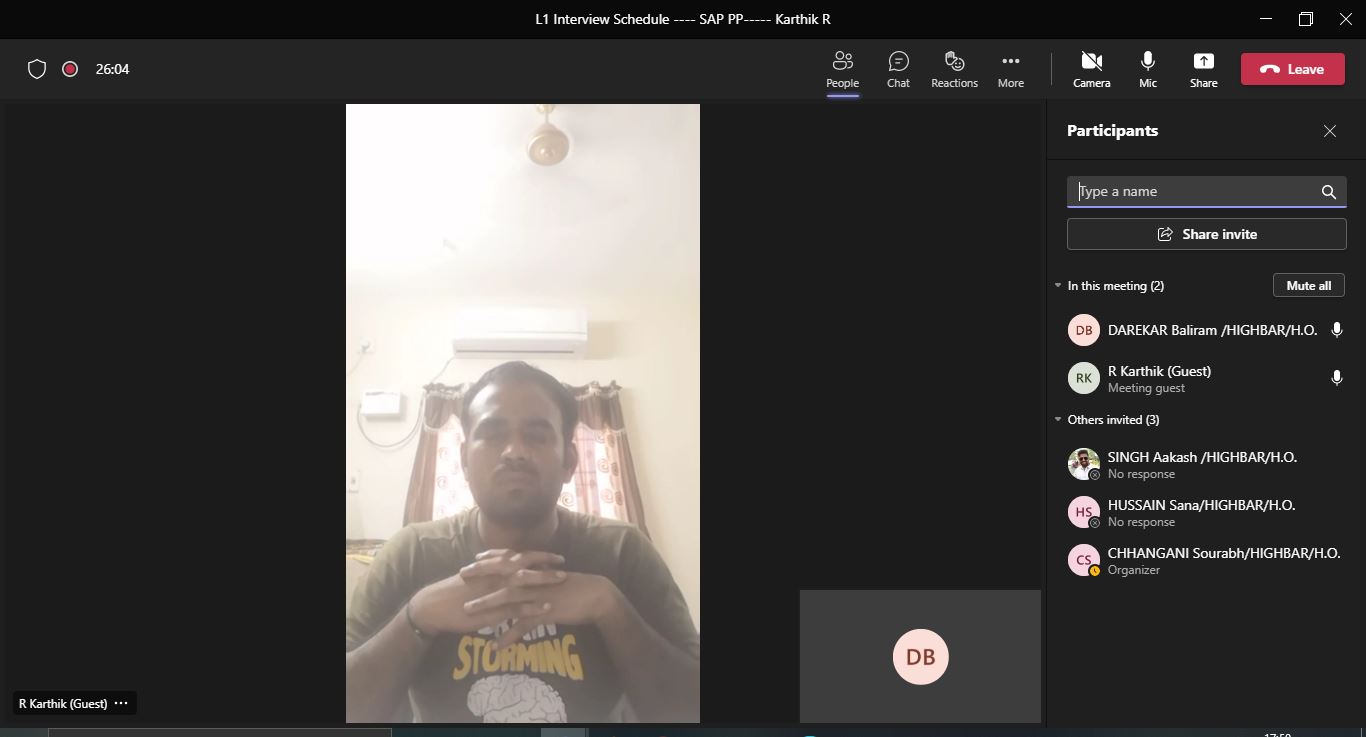 L1 Interview Schedule ---- SAP PP----- Karthik R
26:04
People
Chat
Reactions
More
Camera
Mic
Share
Leave
STORMING
R Karthik (Guest)
DB
Participants
Type a name
Share invite
In this meeting (2)
Mute all
DB
DAREKAR Baliram /HIGHBAR/H.O.
RK
R Karthik (Guest)
Meeting guest
Others invited (3)
SINGH Aakash /HIGHBAR/H.O.
No response
HS
HUSSAIN Sana/HIGHBAR/H.O.
No response
CS
CHHANGANI Sourabh/HIGHBAR/H.O.
Organizer